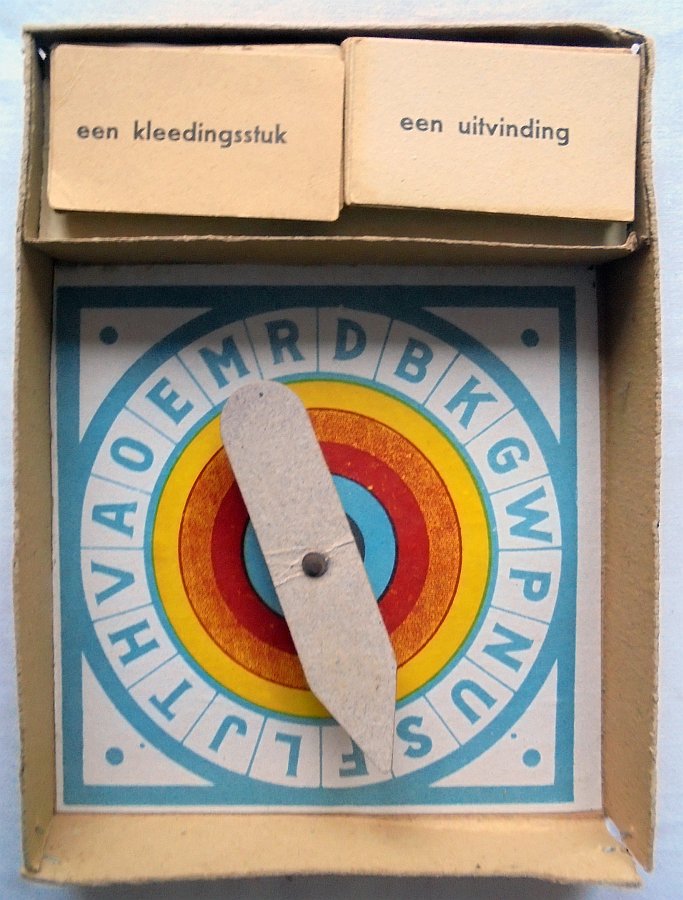 een kleedingsstuk
een uitvinding
M R D B K G W P N U S F L J T H V A O E